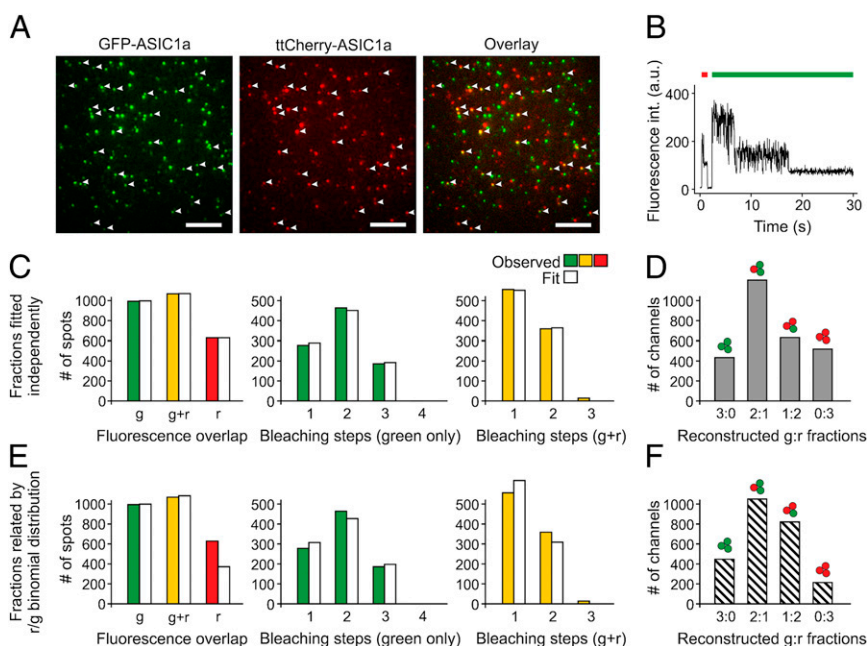 A
GFP-ASIC1a
ttCherry-ASIC1a
Overlay
B
Fluorescence int. (a.u.)
400
200
0
0
10
20
30
Time (s)
C
Observed
Fit
Fractions fitted
independently
# of spots
1000
800
600
400
200
0
g
g+r
r
Fluorescence overlap
500
400
300
200
100
0
1
2
3
4
Bleaching steps (green only)
500
400
300
200
100
0
1
2
3
Bleaching steps (g+r)
D
# of channels
1200
1000
800
600
400
200
0
3:0
2:1
1:2
0:3
Reconstructed g:r fractions
E
Fractions related by
r/g binomial distribution
# of spots
1000
800
600
400
200
0
g
g+r
r
Fluorescence overlap
500
400
300
200
100
0
1
2
3
4
Bleaching steps (green only)
500
400
300
200
100
0
1
2
3
Bleaching steps (g+r)
F
# of channels
1000
800
600
400
200
0
3:0
2:1
1:2
0:3
Reconstructed g:r fractions